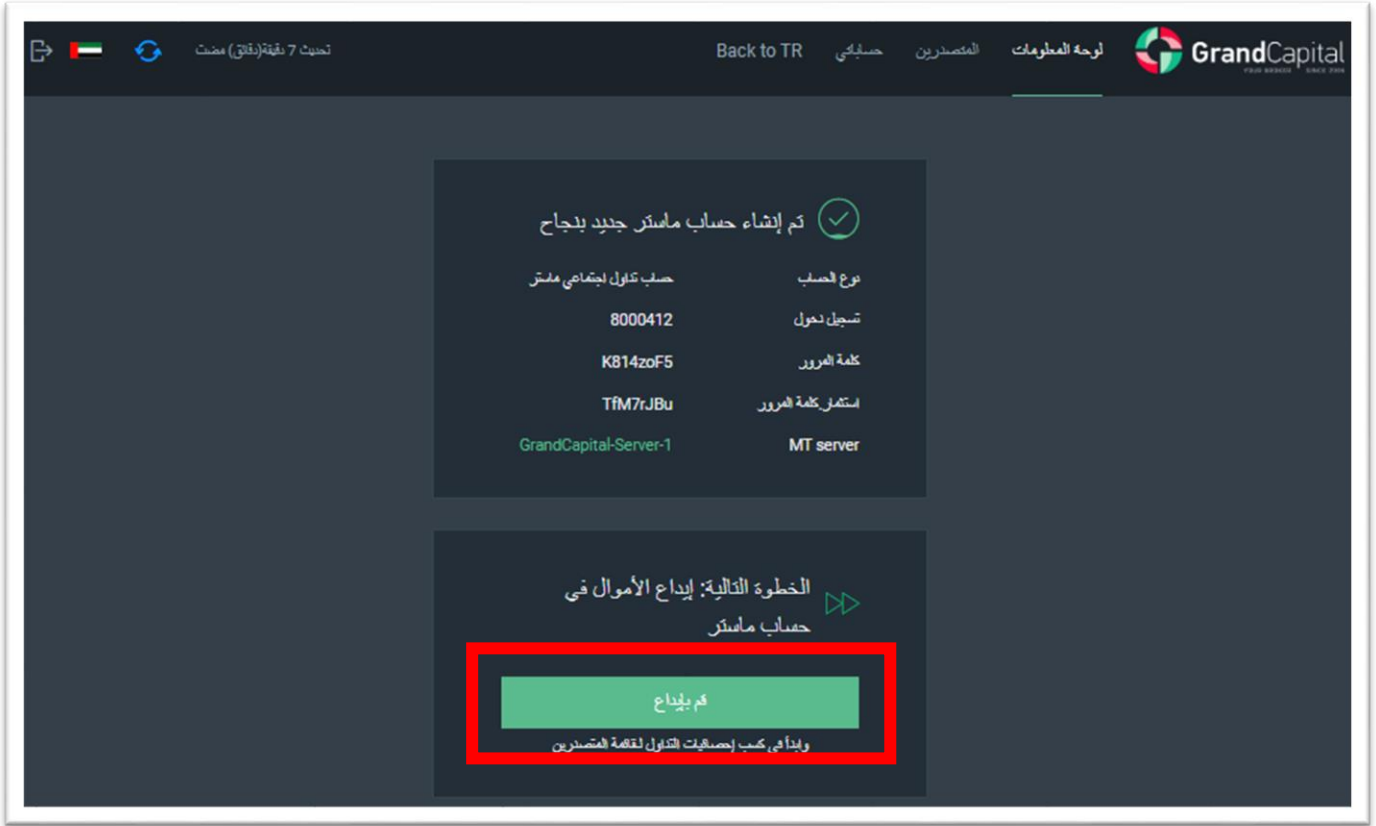 GrandCapital
لوحة المعلومات
المتصدرين
حساباتي
Back to TR
تحديث 7 دقيقة(دقائق) مضت
تم إنشاء حساب ماستر جديد بنجاح
نوع الحساب حساب تداول اجتماعي ماستر
تسجيل دخول 8000412
كلمة المرور K814zoF5
استثمار كلمة المرور TfM7rJBu
MT server GrandCapital-Server-1
الخطوة التالية: إيداع الأموال في
حساب ماستر
قم بإيداع
وابدأ في كسب إحصائيات التداول لقائمة المتصدرين